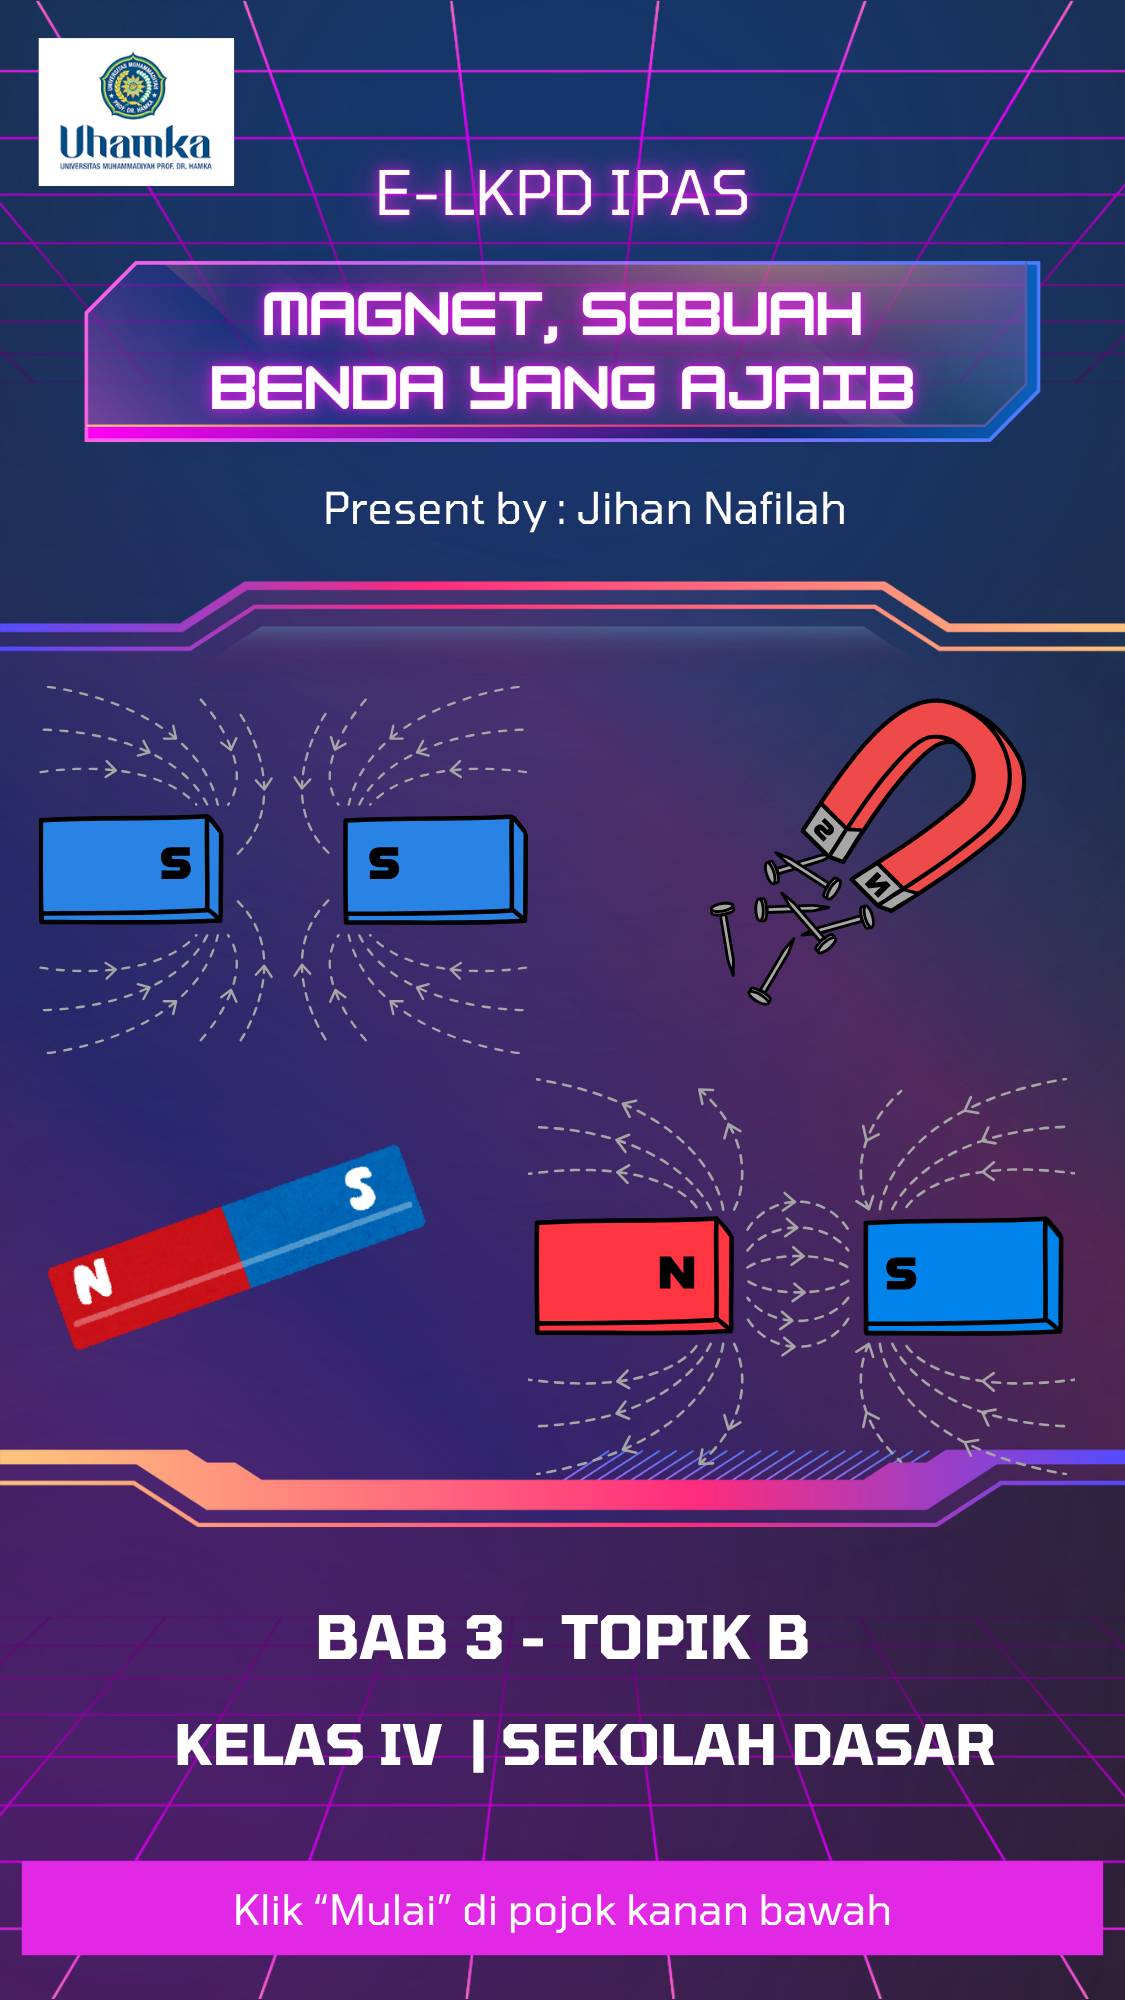 Uhamka
UNIVERSITAS MUHAMMADIYAH PROF. DR. HAMKA
E-LKPD IPAS
MAGNET, SEBUAH
BENDA YANG AJAIB
Present by : Jihan Nafilah
S
S
S
N
S
N
N
S
BAB 3 - TOPIK B
KELAS IV | SEKOLAH DASAR
Klik “Mulai” di pojok kanan bawah